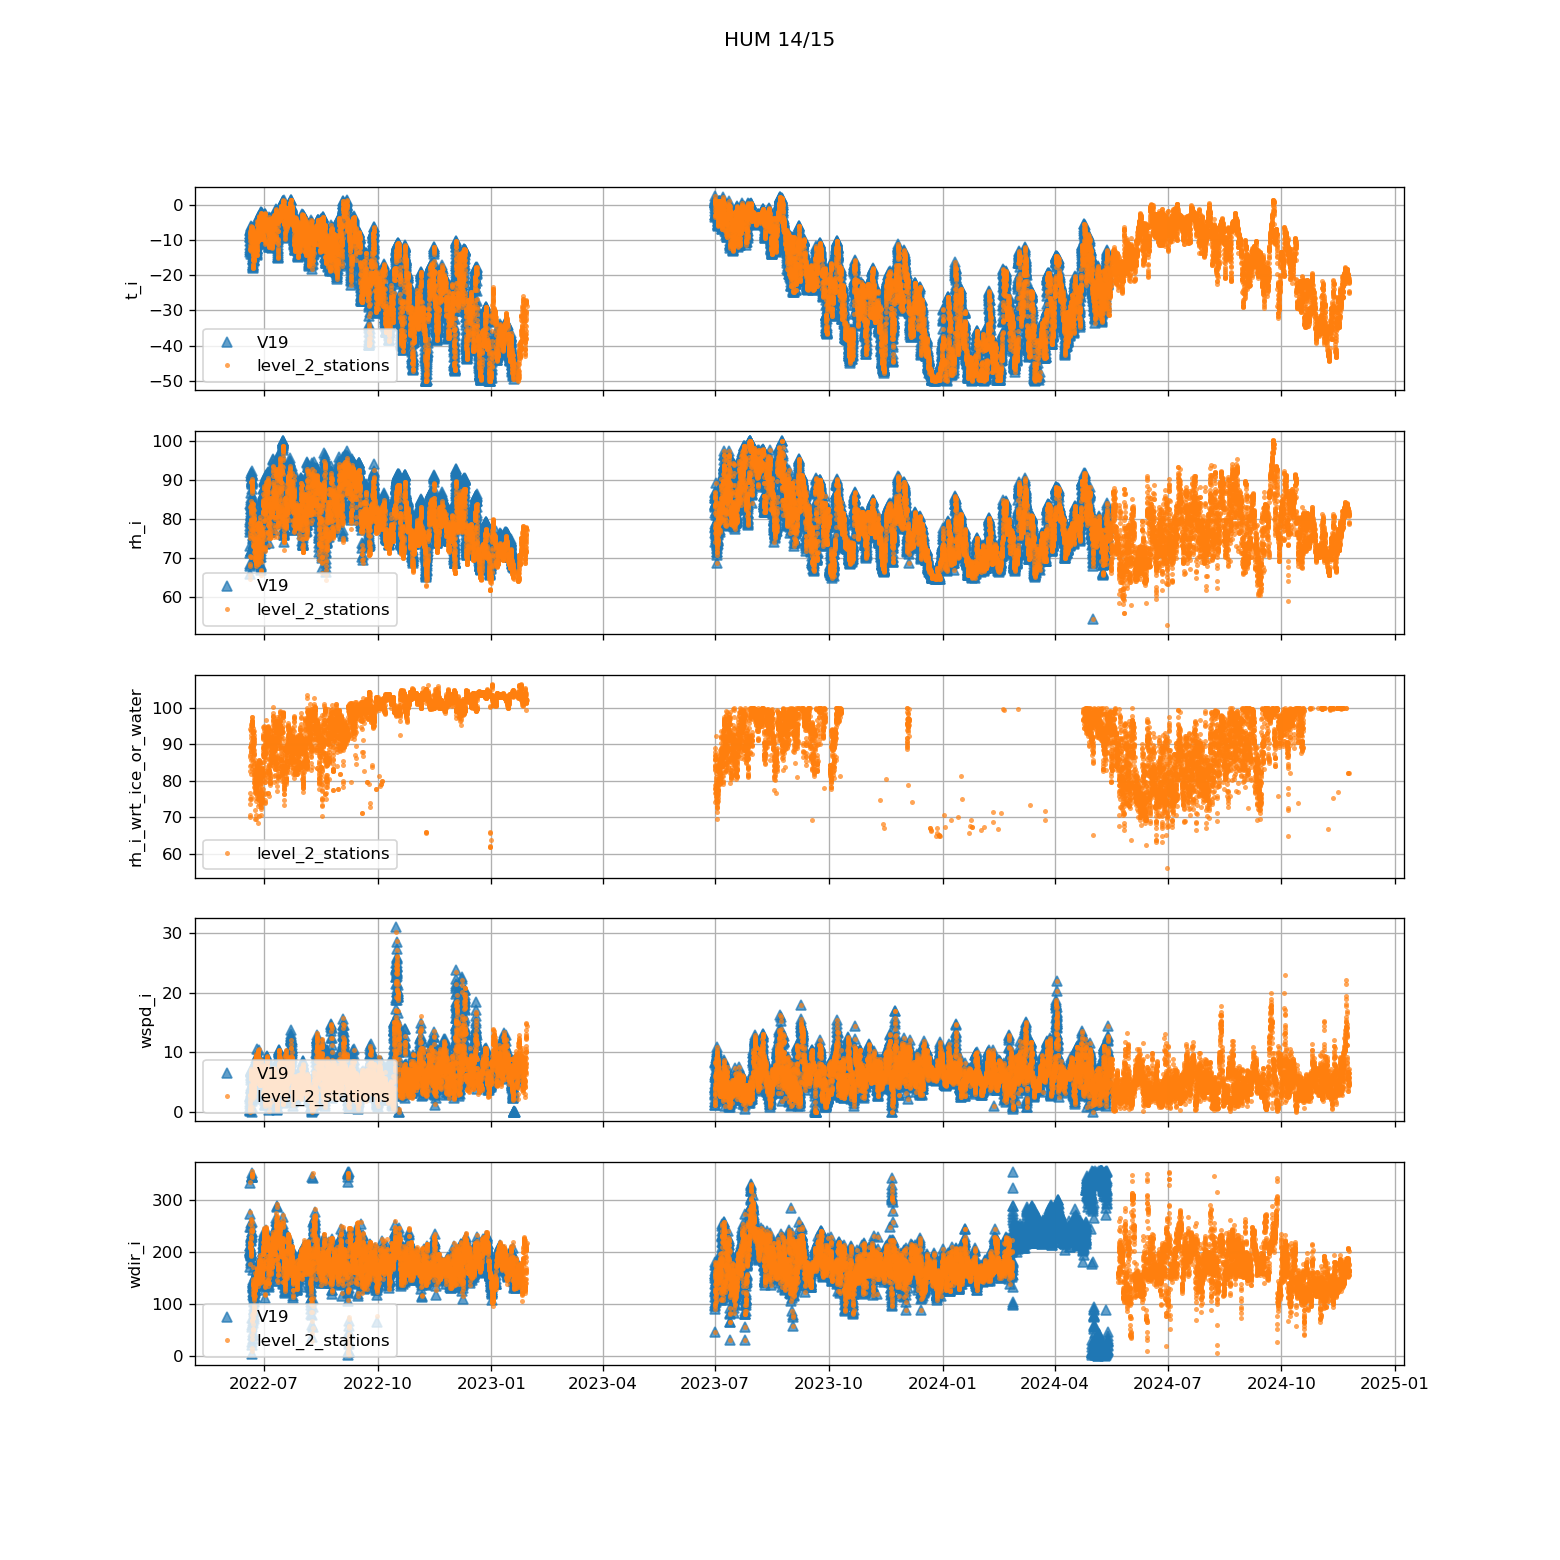 HUM 14/15
0
−10
−20
−30
−40
−50
t_i
V19
level_2_stations
100
90
80
70
60
rh_i
V19
level_2_stations
100
90
80
70
60
rh_i_wrt_ice_or_water
level_2_stations
30
20
10
0
wspd_i
V19
level_2_stations
300
200
100
0
wdir_i
V19
level_2_stations
2022-07 2022-10 2023-01 2023-04 2023-07 2023-10 2024-01 2024-04 2024-07 2024-10 2025-01